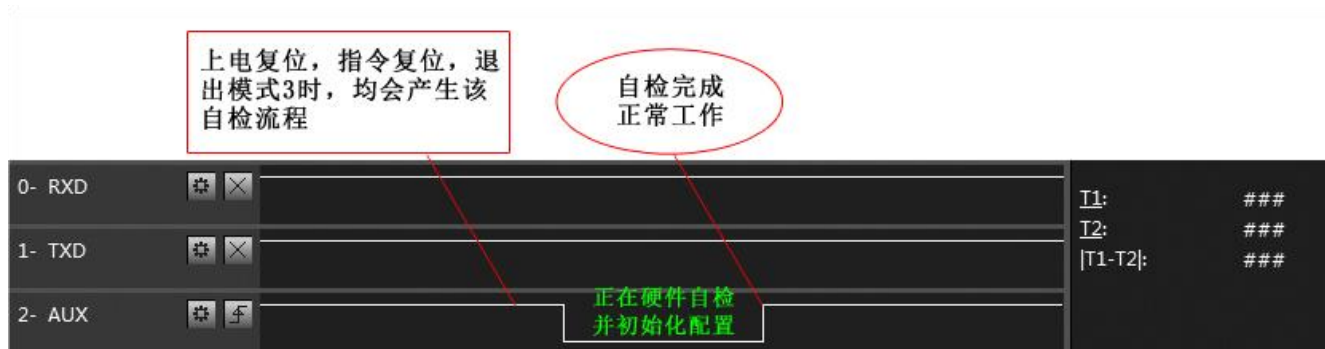 上电复位，指令复位，退
出模式3时，均会产生该
自检流程
自检完成
正常工作
0- RXD
T1: ###
T2: ###
1- TXD
|T1-T2|: ###
正在硬件自检
2- AUX
并初始化配置